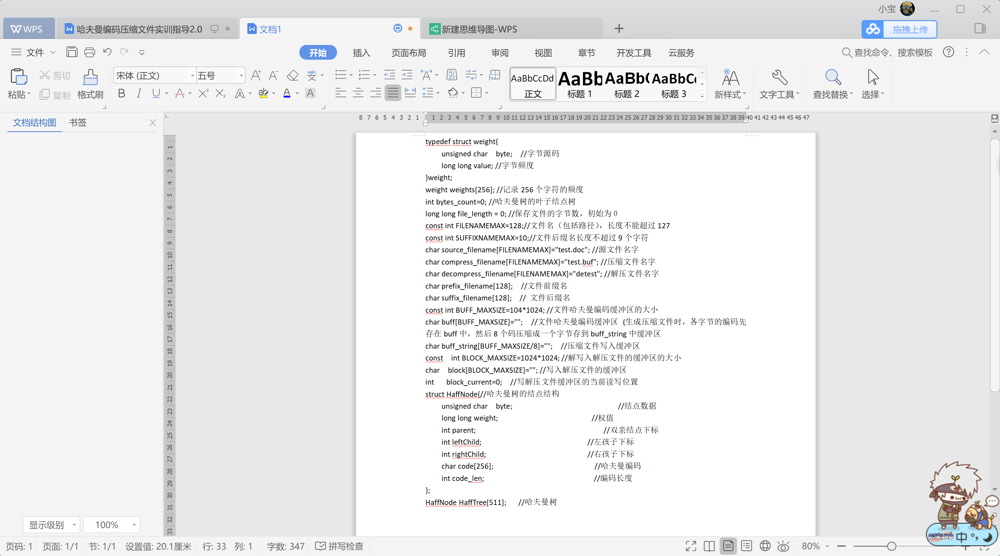 小宝
WPS
哈夫曼编码压缩文件实训指导2.0
文档1
新建思维导图-WPS
拖拽上传
文件
开始
插入
页面布局
引用
审阅
视图
章节
开发工具
云服务
查找命令、搜索模板
粘贴
剪切
复制
格式刷
宋体 (正文)
五号
AaBbCcDd
正文
AaBb
标题 1
AaBb(
标题 2
AaBbC
标题 3
新样式
文字工具
查找替换
选择
文档结构图
书签
8 7 6 5 4 3 2 1 1 2 3 4 5 6 7 8 9 10 11 12 13 14 15 16 17 18 19 20 21 22 23 24 25 26 27 28 29 30 31 32 33 34 35 36 37 38 39 40 41 42 43 44 45 46 47
1
2
3
4
5
6
7
8
9
10
11
12
13
14
15
16
17
18
19
20
21
22
23
24
25
26
27
28
29
30
31
32
33
typedef struct weight{
unsigned char byte; //字节源码
long long value; //字节频度
}weight;
weight weights[256]; //记录 256 个字符的频度
int bytes_count=0; //哈夫曼树的叶子结点树
long long file_length = 0; //保存文件的字节数，初始为 0
const int FILENAMEMAX=128;//文件名（包括路径），长度不能超过 127
const int SUFFIXNAMEMAX=10;//文件后缀名长度不超过 9 个字符
char source_filename[FILENAMEMAX]="test.doc"; //源文件名字
char compress_filename[FILENAMEMAX]="test.buf"; //压缩文件名字
char decompress_filename[FILENAMEMAX]="detest"; //解压文件名字
char prefix_filename[128]; //文件前缀名
char suffix_filename[128]; // 文件后缀名
const int BUFF_MAXSIZE=104*1024; //文件哈夫曼编码缓冲区的大小
char buff[BUFF_MAXSIZE]=""; //文件哈夫曼编码缓冲区 (生成压缩文件时，各字节的编码先
存在 buff 中，然后 8 个码压缩成一个字节存到 buff_string 中缓冲区
char buff_string[BUFF_MAXSIZE/8]=""; //压缩文件写入缓冲区
const int BLOCK_MAXSIZE=1024*1024; //解写入解压文件的缓冲区的大小
char block[BLOCK_MAXSIZE]=""; //写入解压文件的缓冲区
int block_current=0; //写解压文件缓冲区的当前读写位置
struct HaffNode{//哈夫曼树的结点结构
unsigned char byte; //结点数据
long long weight; //权值
int parent; //双亲结点下标
int leftChild; //左孩子下标
int rightChild; //右孩子下标
char code[256]; //哈夫曼编码
int code_len; //编码长度
};
HaffNode HaffTree[511]; //哈夫曼树
显示级别
100%
NARUTO 中 °,
页码: 1
页面: 1/1
节: 1/1
设置值: 20.1厘米
行: 33
列: 1
字数: 347
拼写检查
80%